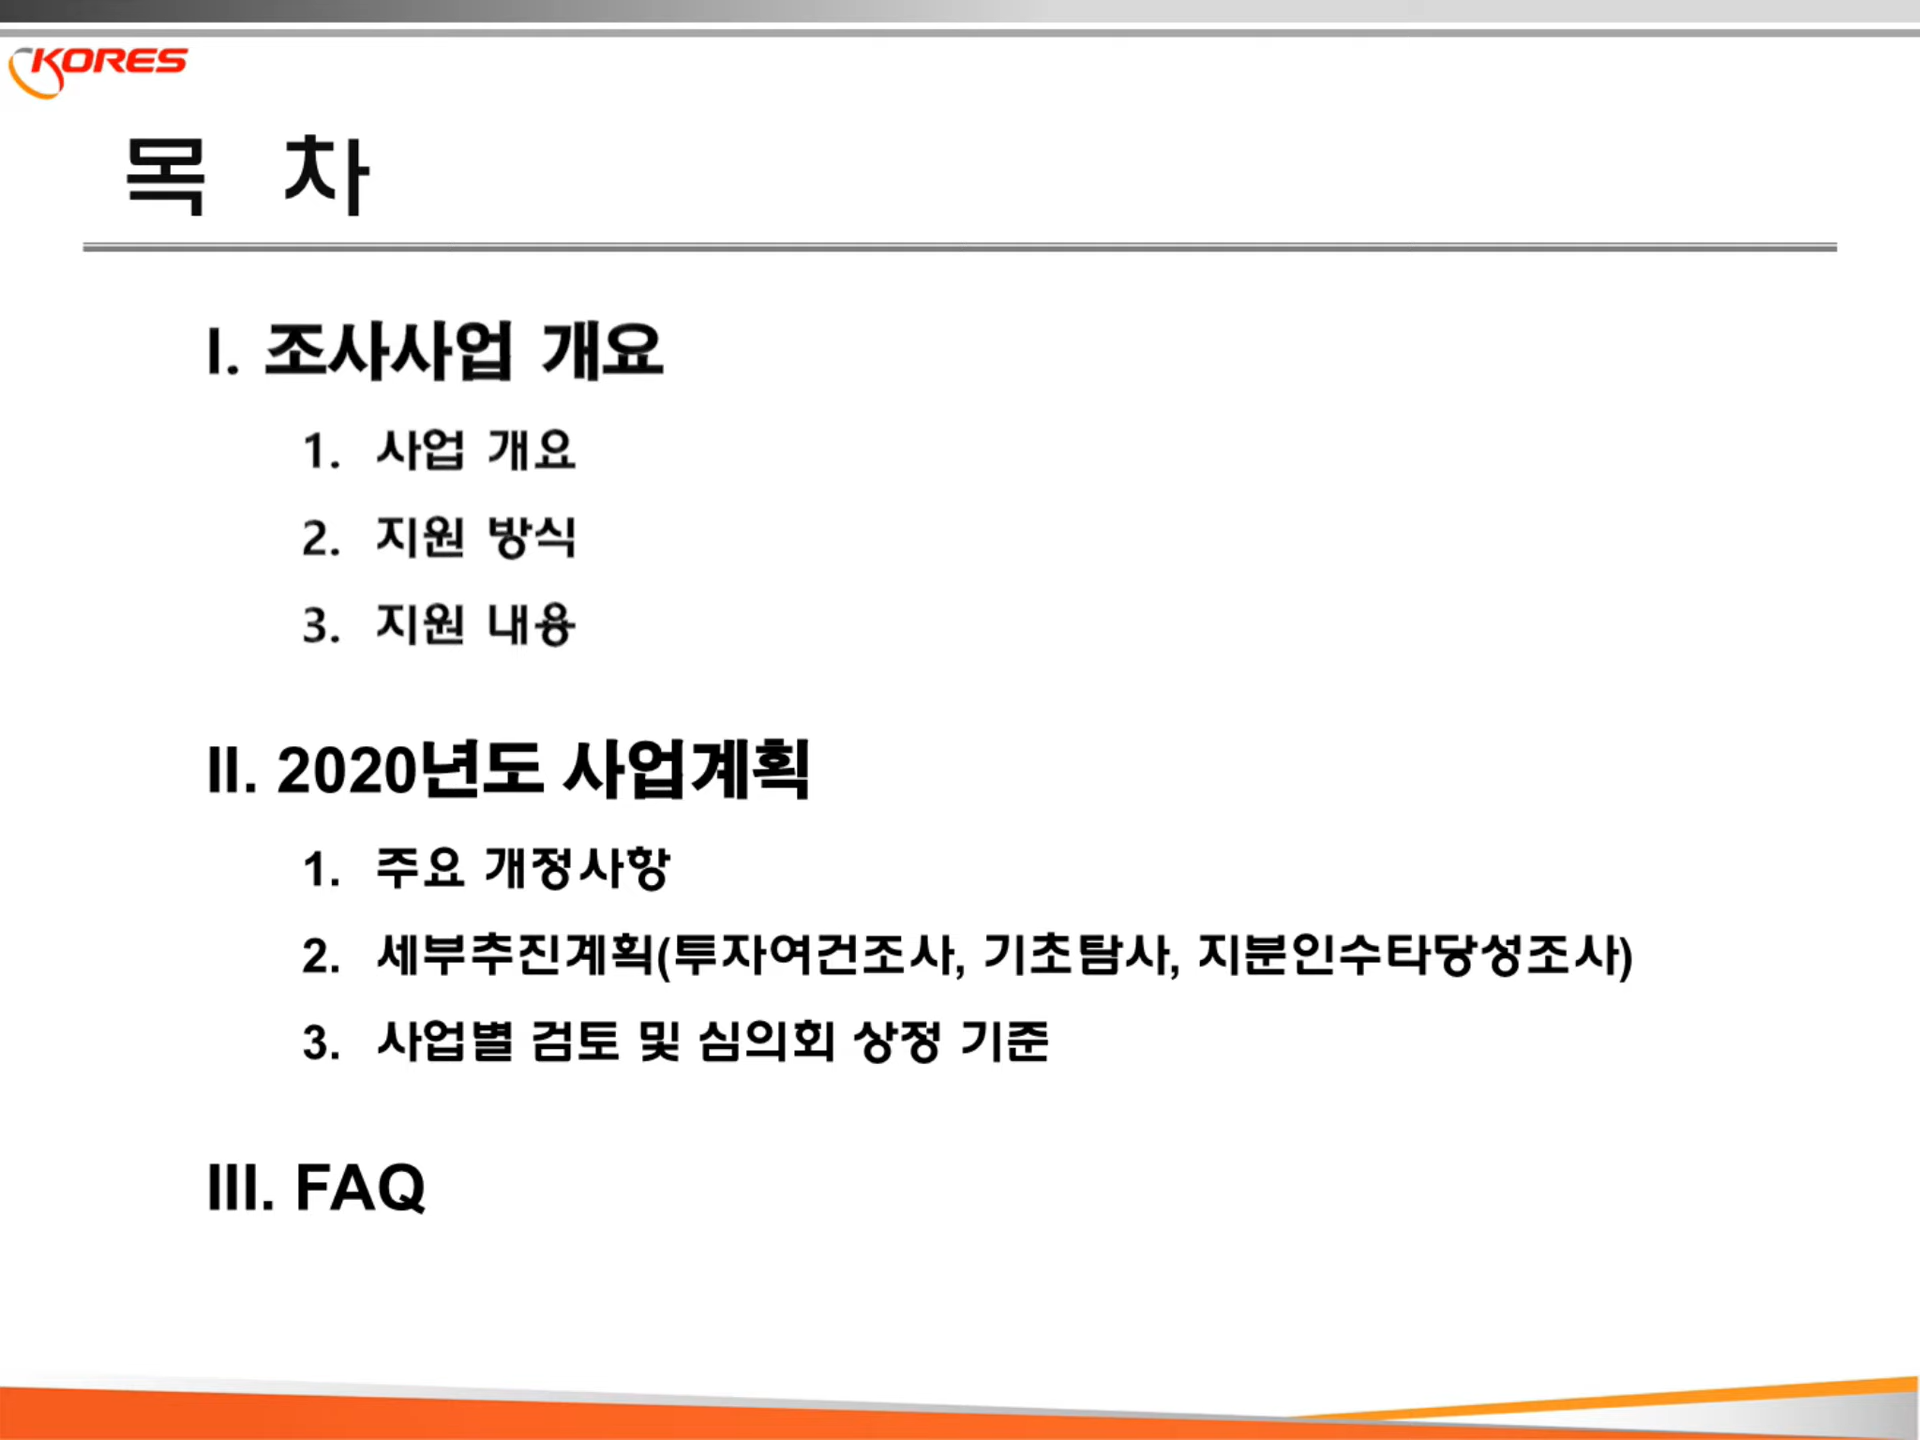 KORES
목 차
I. 조사사업 개요
1. 사업 개요
2. 지원 방식
3. 지원 내용
II. 2020년도 사업계획
1. 주요 개정사항
2. 세부추진계획(투자여건조사, 기초탐사, 지분인수타당성조사)
3. 사업별 검토 및 심의회 상정 기준
III. FAQ